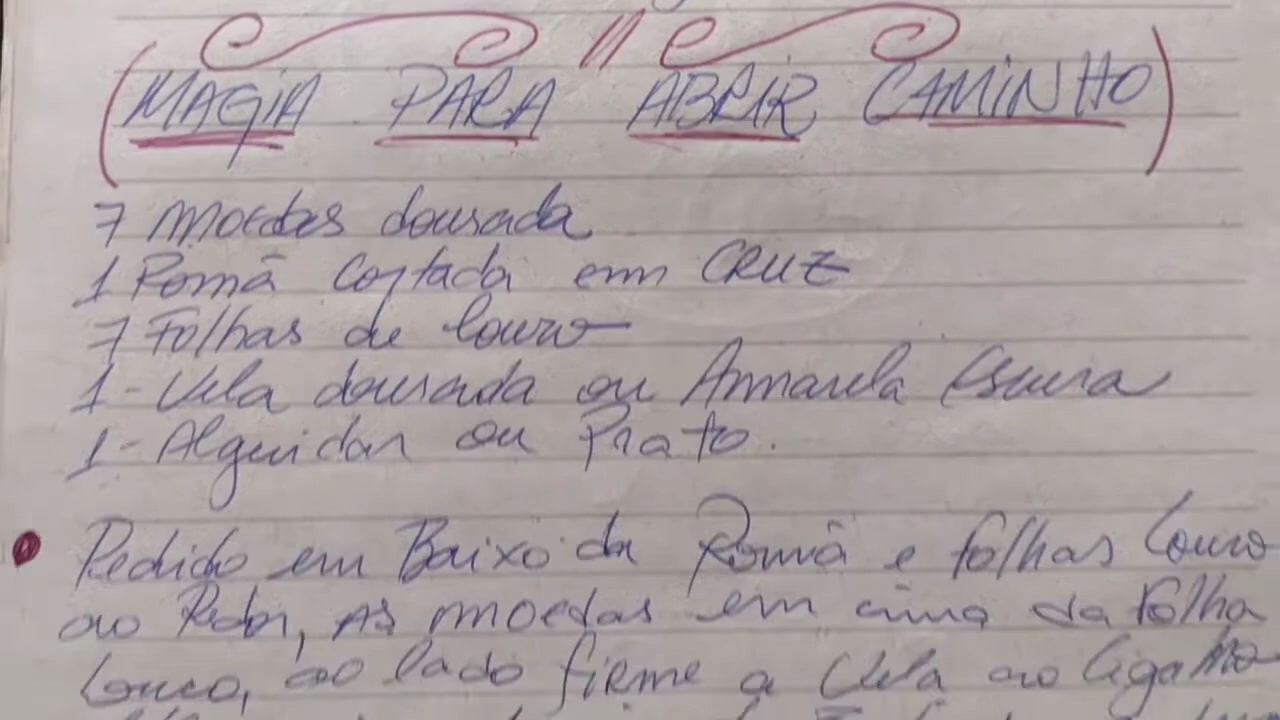 MAGIA PARA ABRIR CAMINHO
7 moedas dousada
1 Romã Cortada em CRUZ
7 Folhas de louro
1- Vela dousada ou Amarela Escura
1- Alguidar ou Prato.
Pedido em Baixo da Romã e folhas Louro
ao Redor, As moedas em cima da Folha
Louro, ao lado firme a Vela ao